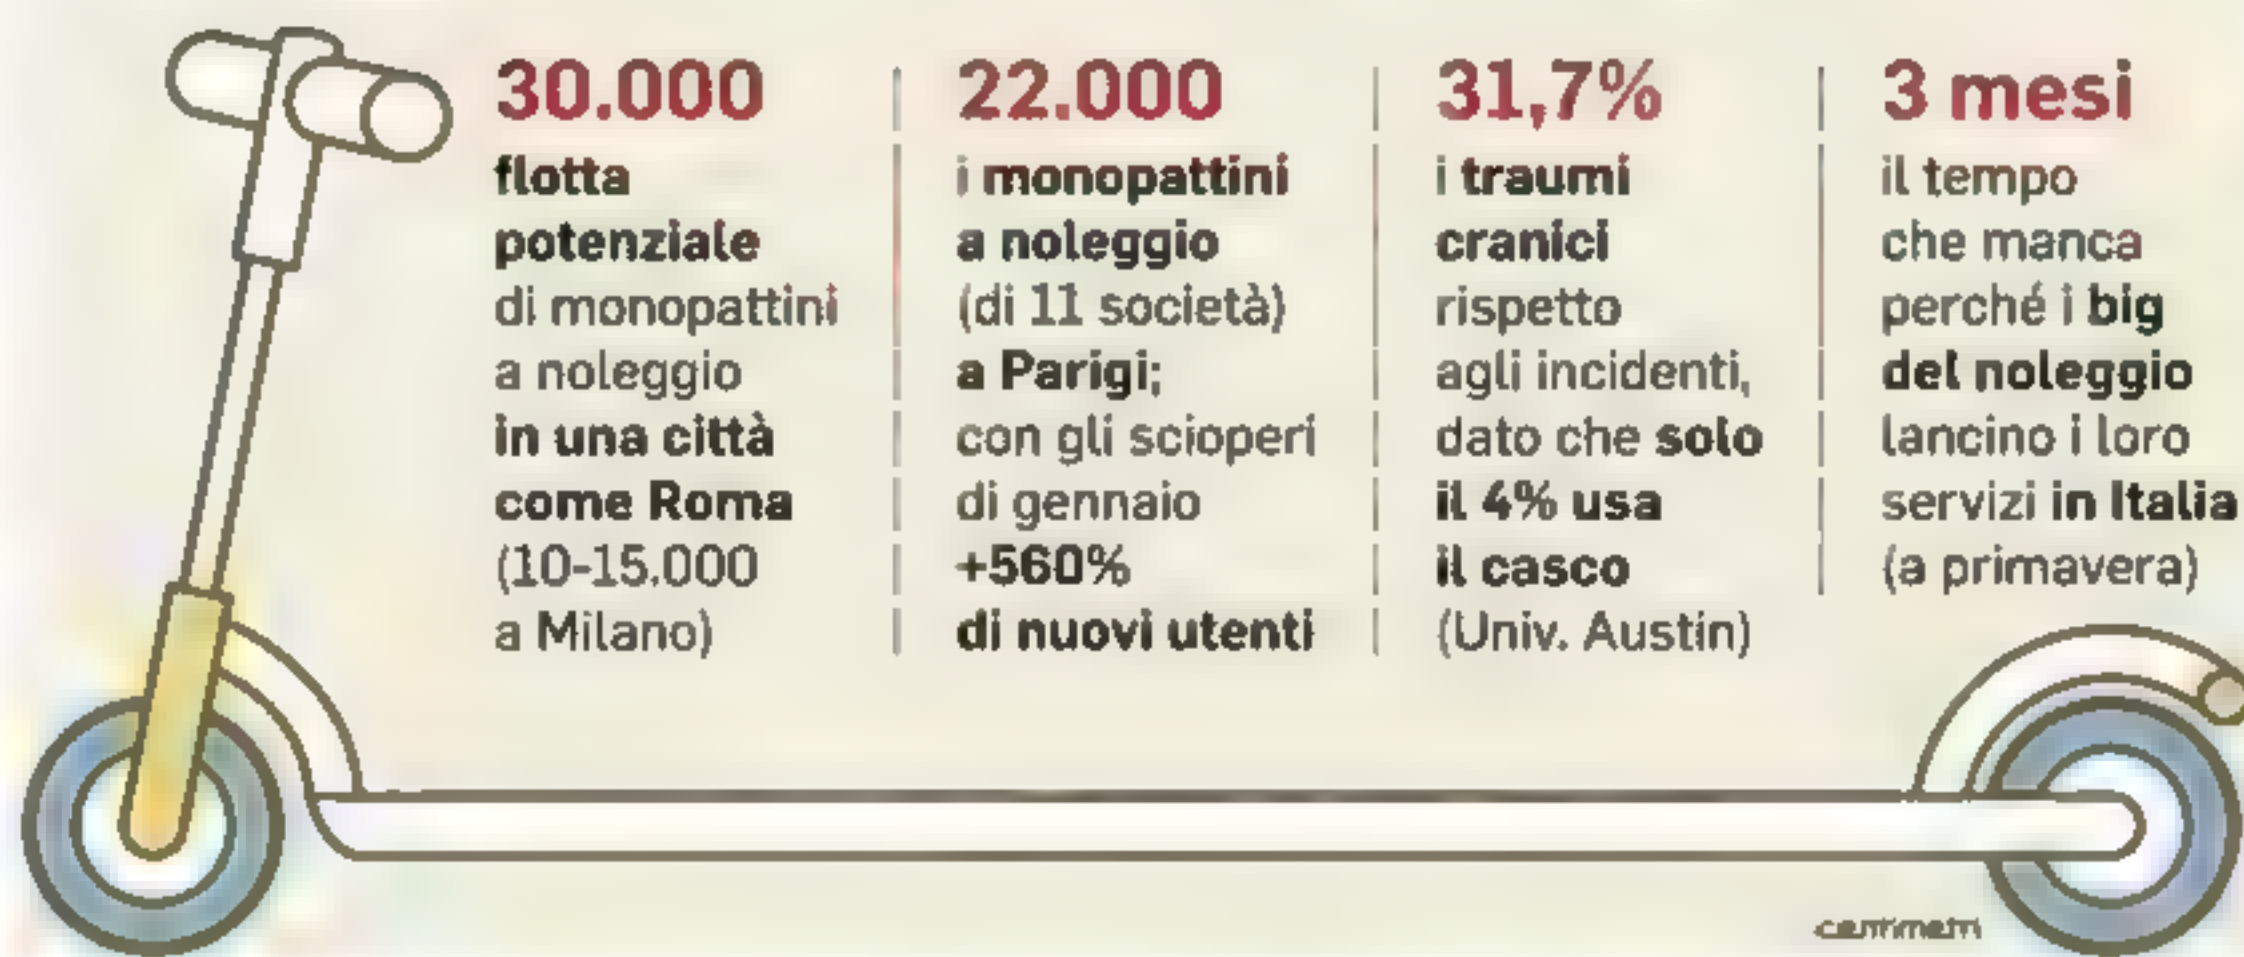 30.000
flotta
potenziale
di monopattini
a noleggio
in una città
come Roma
(10-15.000
a Milano)
22.000
i monopattini
a noleggio
(di 11 società)
a Parigi;
con gli scioperi
di gennaio
+560%
di nuovi utenti
31,7%
i traumi
cranici
rispetto
agli incidenti,
dato che solo
il 4% usa
il casco
(Univ. Austin)
3 mesi
il tempo
che manca
perché i big
del noleggio
lancino i loro
servizi in Italia
(a primavera)
centimetri